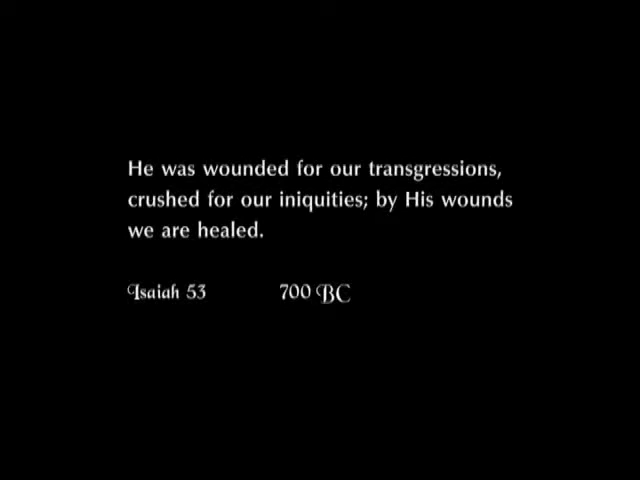 He was wounded for our transgressions,
crushed for our iniquities; by His wounds
we are healed.
Isaiah 53 700 BC